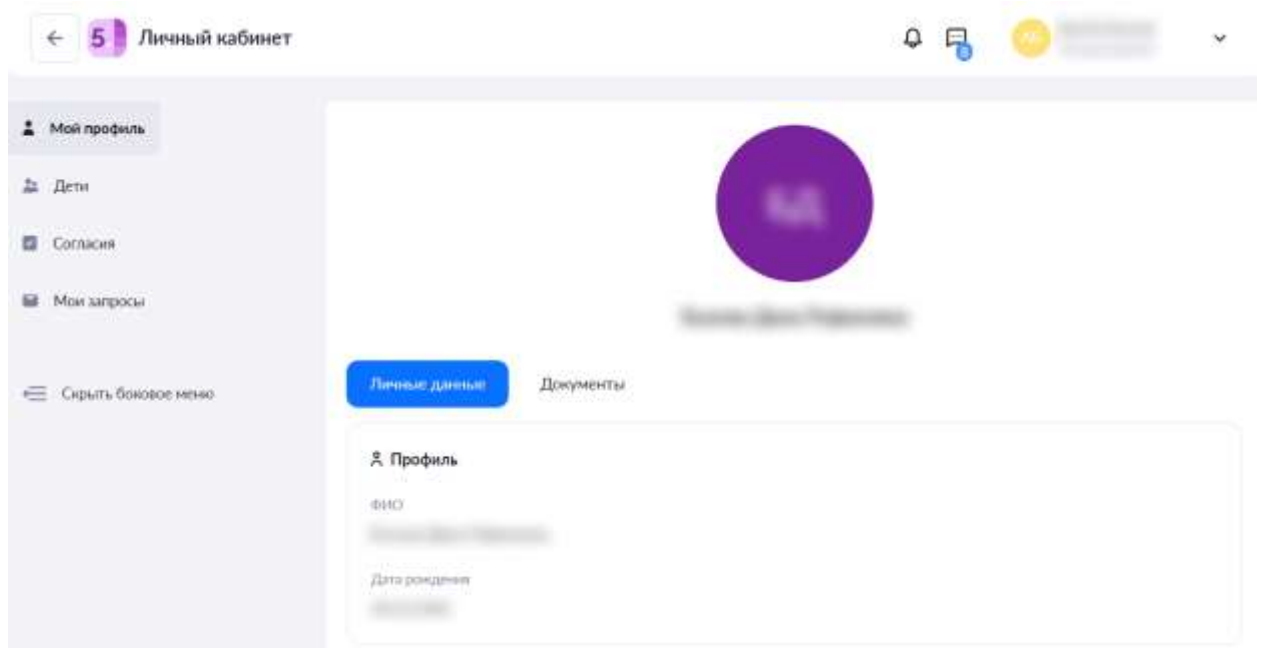 5 Личный кабинет
Мой профиль
Дети
Согласия
Мои запросы
Скрыть боковое меню
Личные данные Документы
Профиль
ФИО
Дата рождения